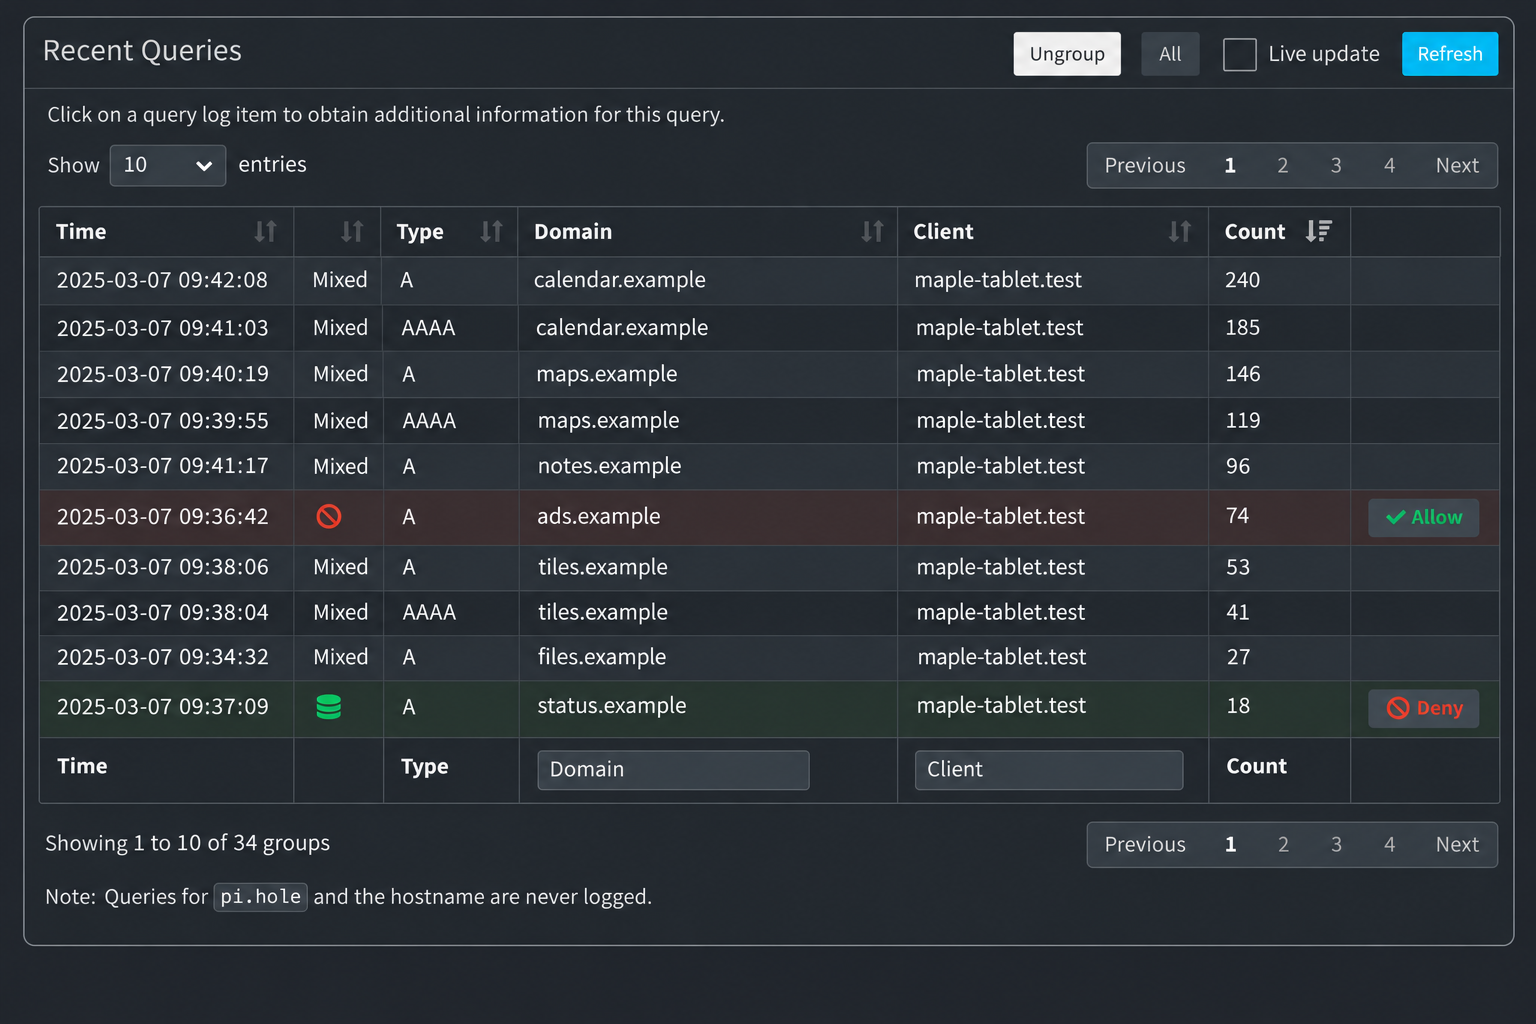 Recent Queries Ungroup All Live update Refresh
Click on a query log item to obtain additional information for this query.
Show 10 entries Previous 1 2 3 4 Next
Time Type Domain Client Count
2025-03-07 09:42:08 Mixed A calendar.example maple-tablet.test 240
2025-03-07 09:41:03 Mixed AAAA calendar.example maple-tablet.test 185
2025-03-07 09:40:19 Mixed A maps.example maple-tablet.test 146
2025-03-07 09:39:55 Mixed AAAA maps.example maple-tablet.test 119
2025-03-07 09:41:17 Mixed A notes.example maple-tablet.test 96
2025-03-07 09:36:42 A ads.example maple-tablet.test 74 Allow
2025-03-07 09:38:06 Mixed A tiles.example maple-tablet.test 53
2025-03-07 09:38:04 Mixed AAAA tiles.example maple-tablet.test 41
2025-03-07 09:34:32 Mixed A files.example maple-tablet.test 27
2025-03-07 09:37:09 A status.example maple-tablet.test 18 Deny
Time Type Domain Client Count
Showing 1 to 10 of 34 groups Previous 1 2 3 4 Next
Note: Queries for pi.hole and the hostname are never logged.